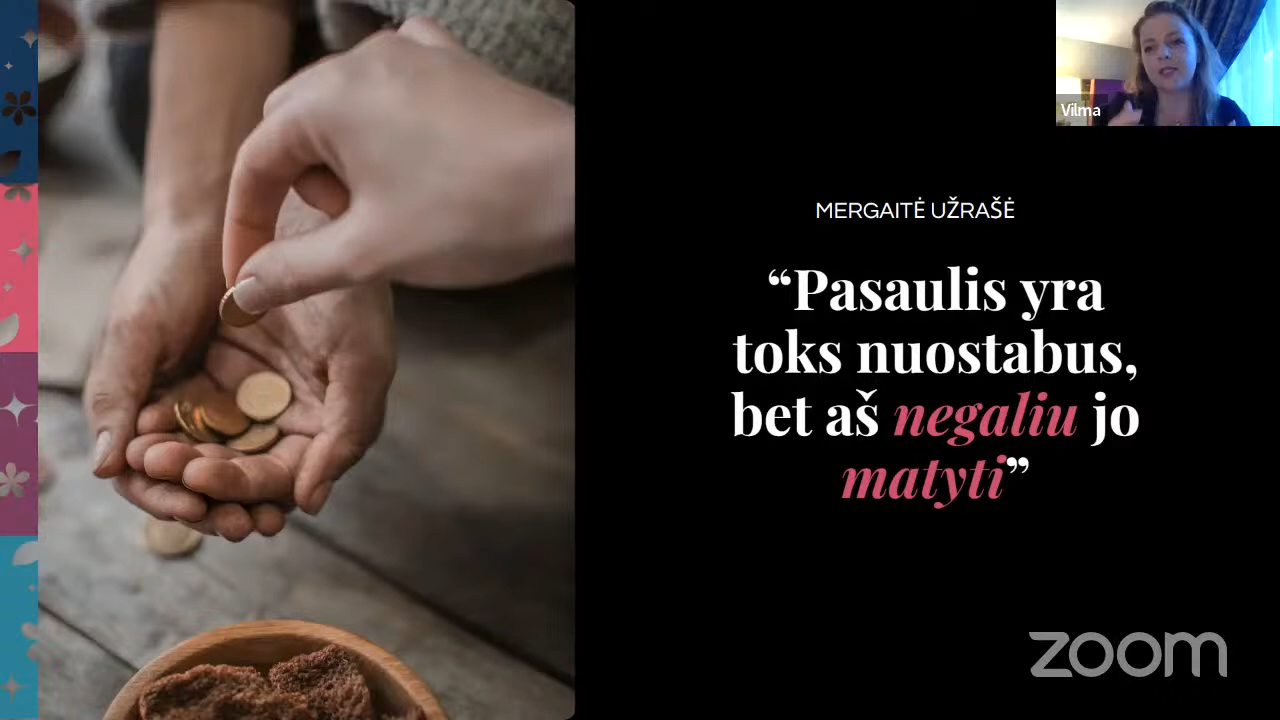 Vilma
MERGAITĖ UŽRAŠĖ
“Pasaulis yra
toks nuostabus,
bet aš negaliu jo
matyti”
zoom